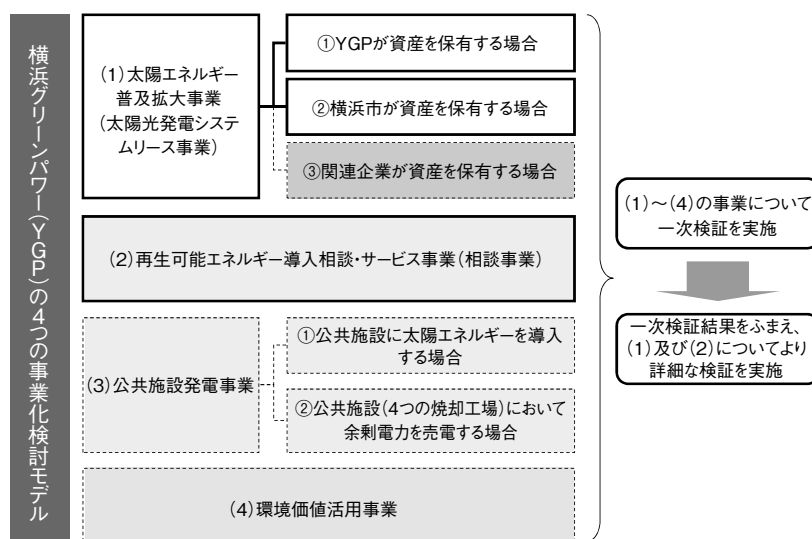 横浜グリーンパワー(YGP)の4つの事業化検討モデル
(1)太陽エネルギー
普及拡大事業
(太陽光発電システ
ムリース事業)
①YGPが資産を保有する場合
②横浜市が資産を保有する場合
③関連企業が資産を保有する場合
(2)再生可能エネルギー導入相談・サービス事業(相談事業)
(3)公共施設発電事業
①公共施設に太陽エネルギーを導入
する場合
②公共施設(4つの焼却工場)において
余剰電力を売電する場合
(4)環境価値活用事業
(1)～(4)の事業について
一次検証を実施
一次検証結果をふまえ、
(1)及び(2)についてより
詳細な検証を実施